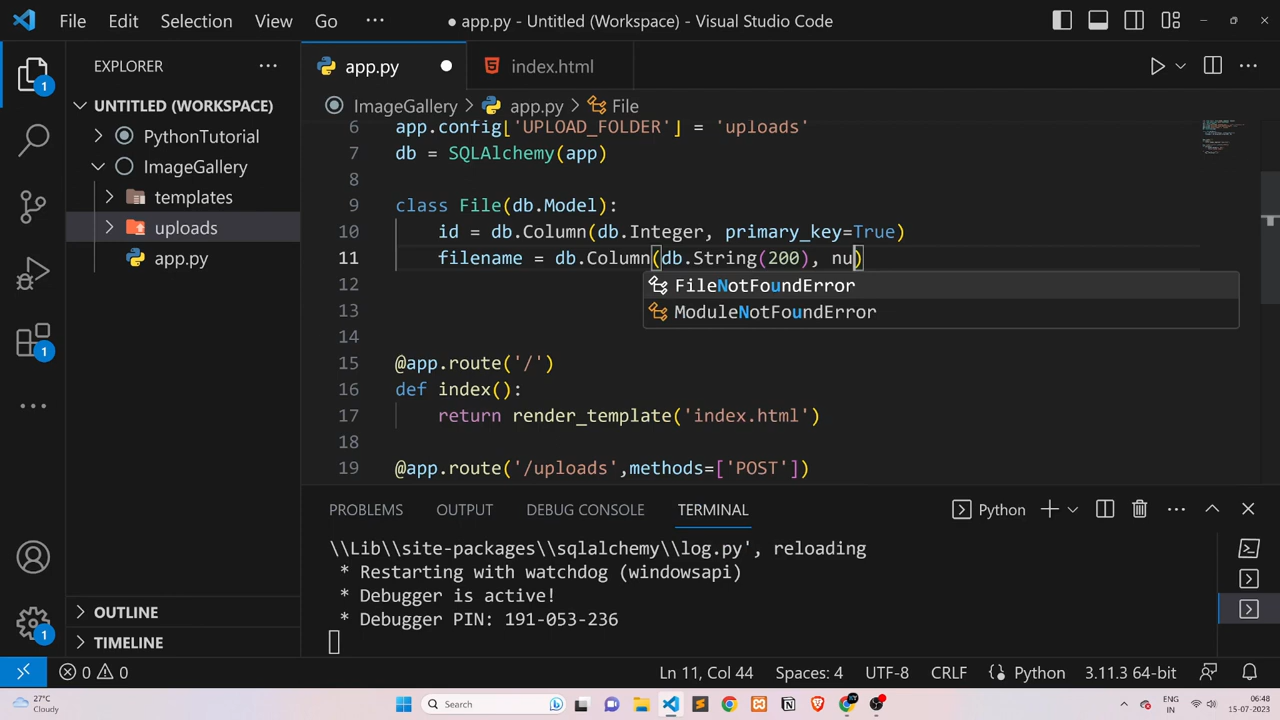 File Edit Selection View Go ··· ● app.py - Untitled (Workspace) - Visual Studio Code
EXPLORER ···
UNTITLED (WORKSPACE)
PythonTutorial
ImageGallery
templates
uploads
app.py
OUTLINE
TIMELINE
1
1
1
app.py ● index.html
ImageGallery > app.py > File
6 app.config['UPLOAD_FOLDER'] = 'uploads'
7 db = SQLAlchemy(app)
8
9 class File(db.Model):
10 id = db.Column(db.Integer, primary_key=True)
11 filename = db.Column(db.String(200), nu)
12 FileNotFoundError
13 ModuleNotFoundError
14
15 @app.route('/')
16 def index():
17 return render_template('index.html')
18
19 @app.route('/uploads',methods=['POST'])
PROBLEMS OUTPUT DEBUG CONSOLE TERMINAL Python
\\Lib\\site-packages\\sqlalchemy\\log.py', reloading
* Restarting with watchdog (windowsapi)
* Debugger is active!
* Debugger PIN: 191-053-236
0 0 Ln 11, Col 44 Spaces: 4 UTF-8 CRLF Python 3.11.3 64-bit
27°C
Cloudy
Search
ENG
IN
06:48
15-07-2023